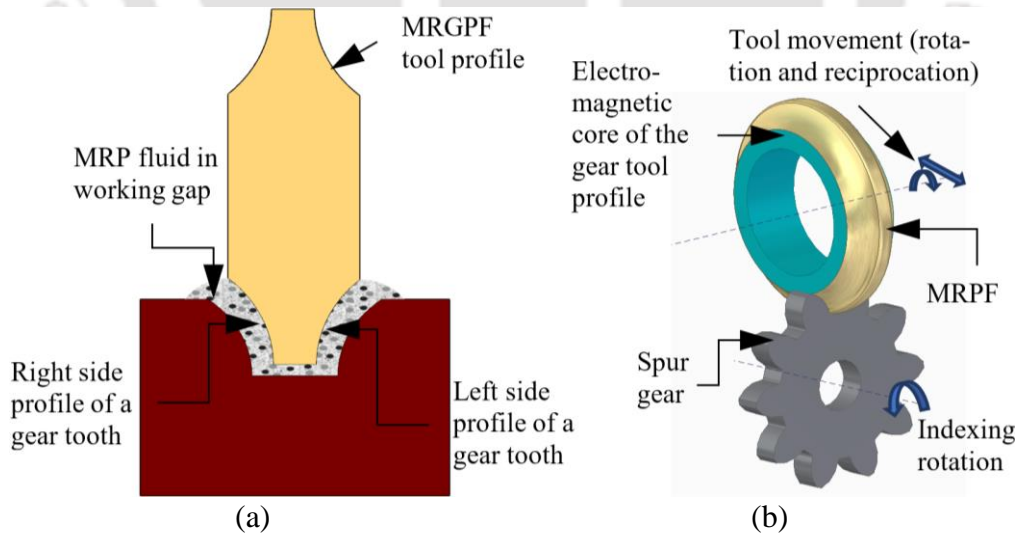 MRGPF
tool profile
MRP fluid in
working gap
Right side
profile of a
gear tooth
Left side
profile of a
gear tooth
(a)
Tool movement (rota-
tion and reciprocation)
Electro-
magnetic
core of the
gear tool
profile
MRPF
Spur
gear
Indexing
rotation
(b)